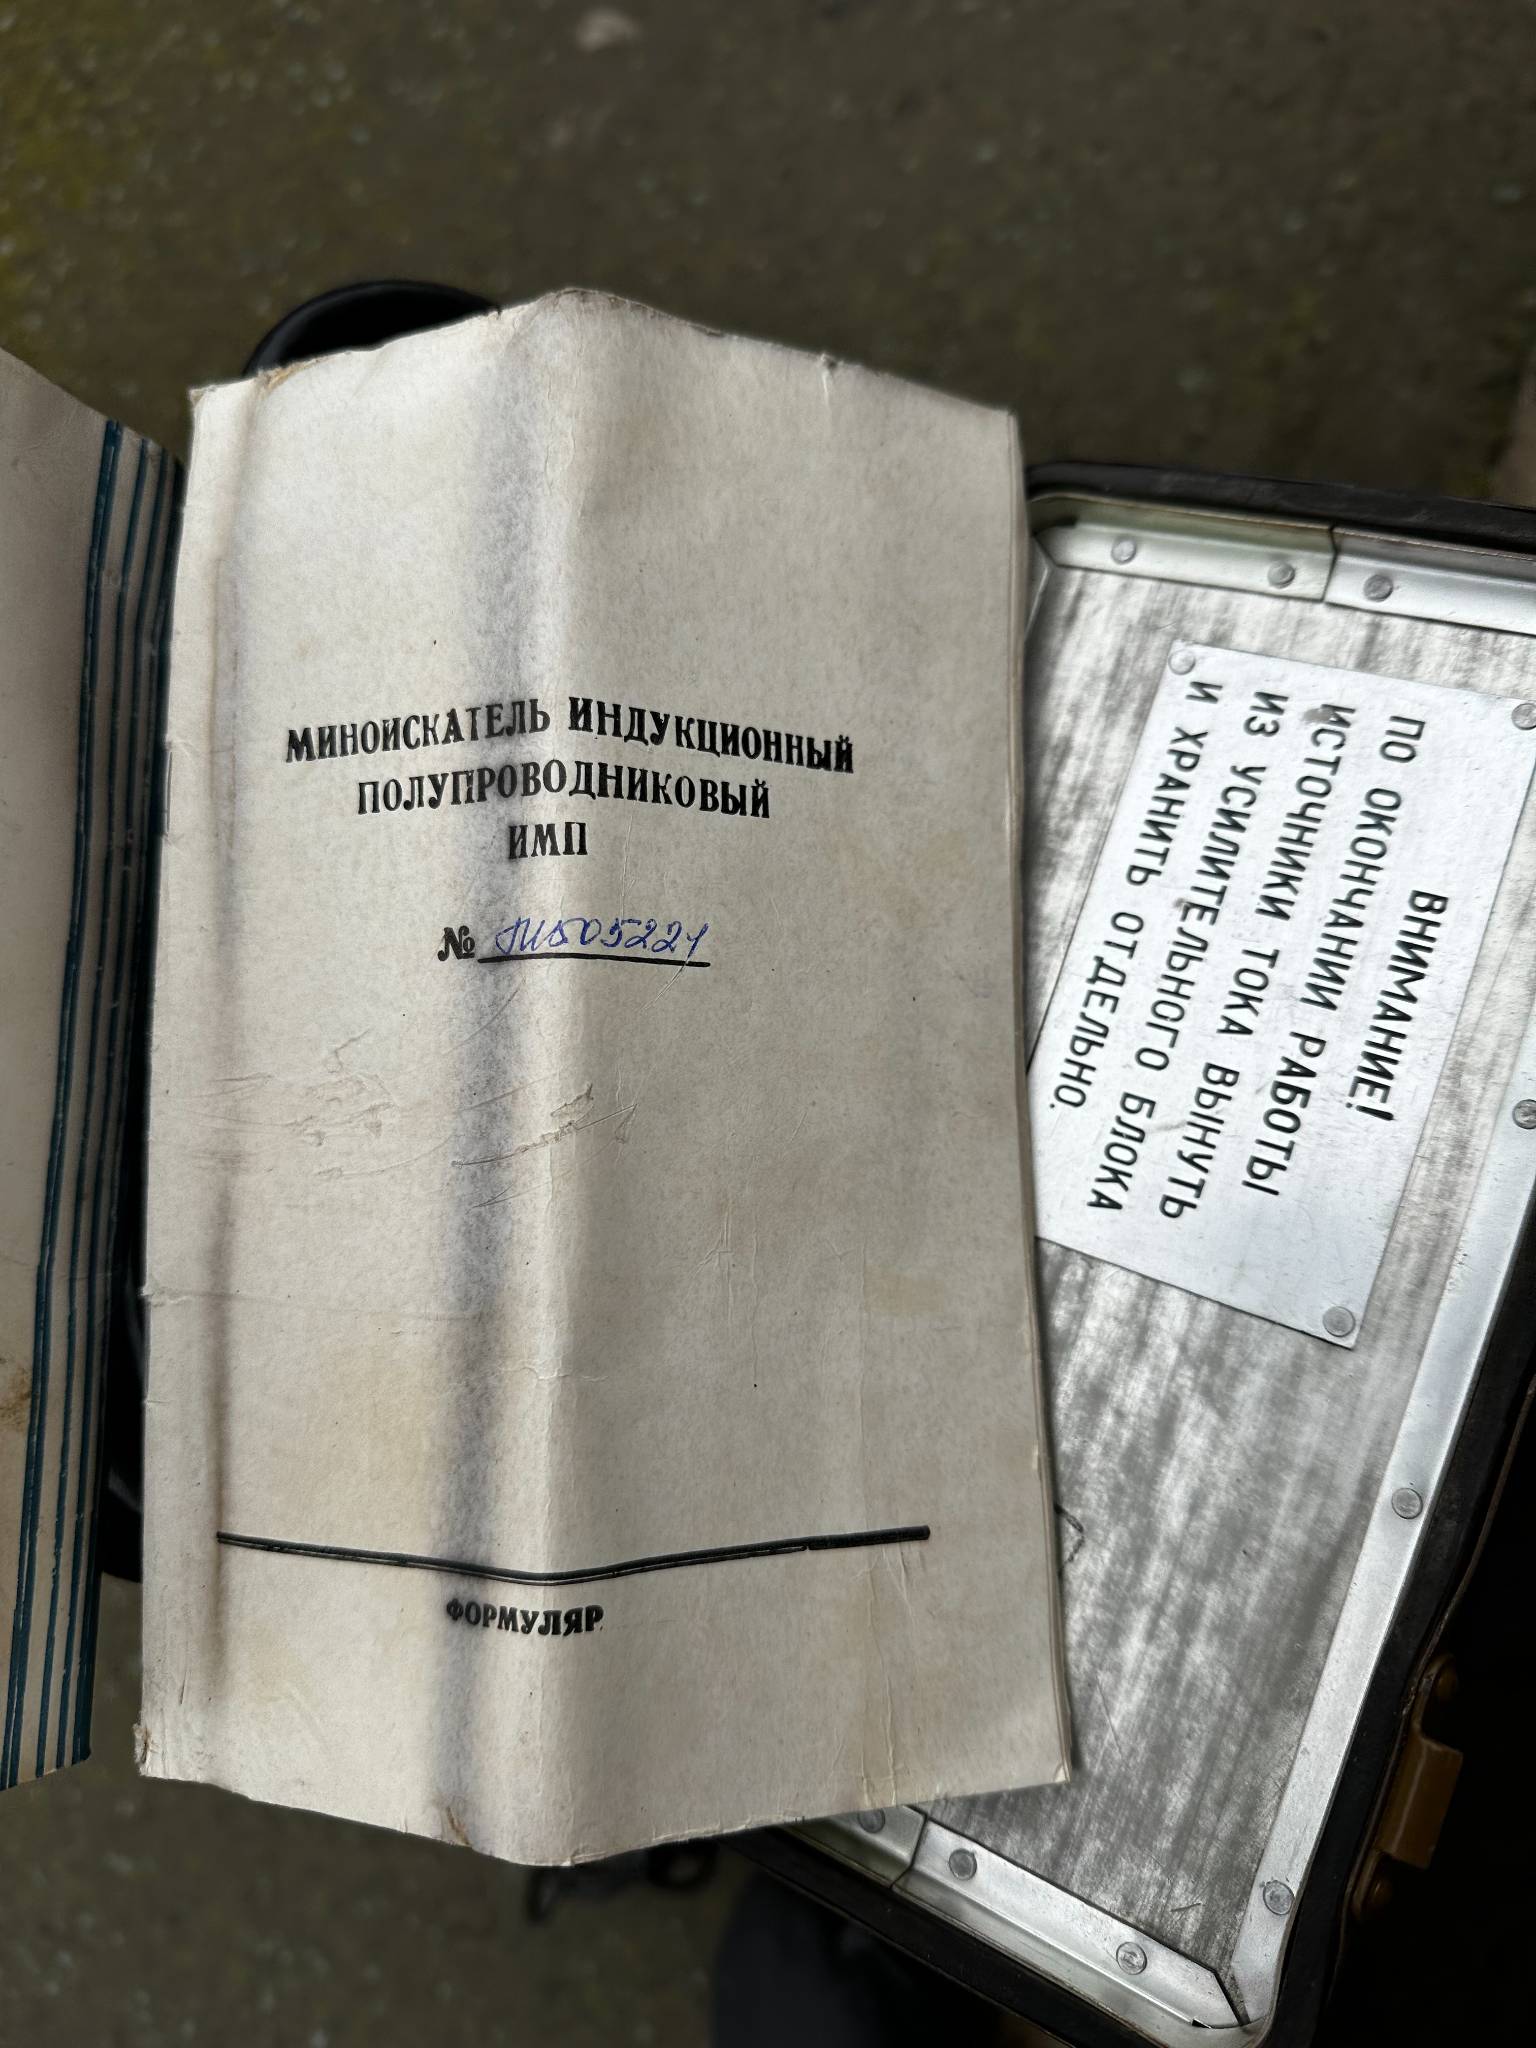 МИНОИСКАТЕЛЬ ИНДУКЦИОННЫЙ
ПОЛУПРОВОДНИКОВЫЙ
ИМП
№
ФОРМУЛЯР
ВНИМАНИЕ!
ПО ОКОНЧАНИИ РАБОТЫ
ИСТОЧНИКИ ТОКА ВЫНУТЬ
ИЗ УСИЛИТЕЛЬНОГО БЛОКА
И ХРАНИТЬ ОТДЕЛЬНО.